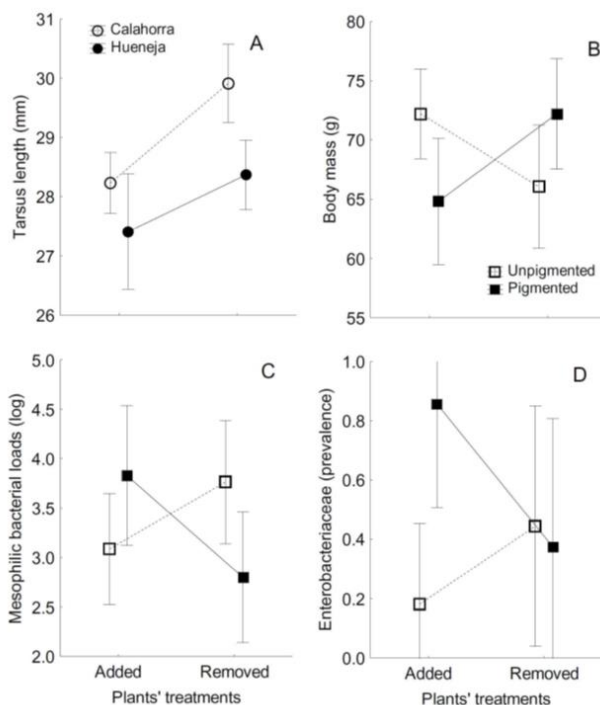 A
Calahorra
Hueneja
Tarsus length (mm)
31
30
29
28
27
26
B
Body mass (g)
80
75
70
65
60
55
Unpigmented
Pigmented
C
Mesophilic bacterial loads (log)
5.0
4.5
4.0
3.5
3.0
2.5
2.0
Added
Removed
Plants' treatments
D
Enterobacteriaceae (prevalence)
1.0
0.8
0.6
0.4
0.2
0.0
Added
Removed
Plants' treatments